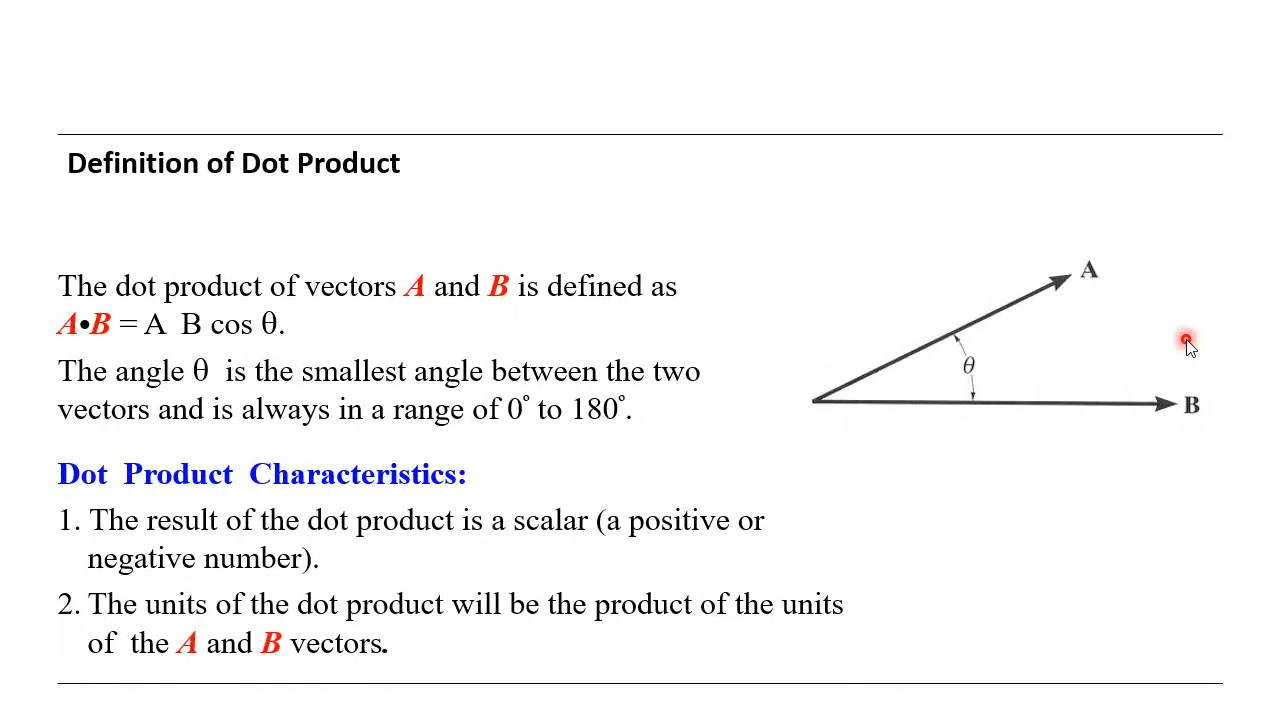 Definition of Dot Product
The dot product of vectors A and B is defined as
A•B = A B cos θ.
The angle θ is the smallest angle between the two
vectors and is always in a range of 0° to 180°.
A
θ
B
Dot Product Characteristics:
1. The result of the dot product is a scalar (a positive or
negative number).
2. The units of the dot product will be the product of the units
of the A and B vectors.